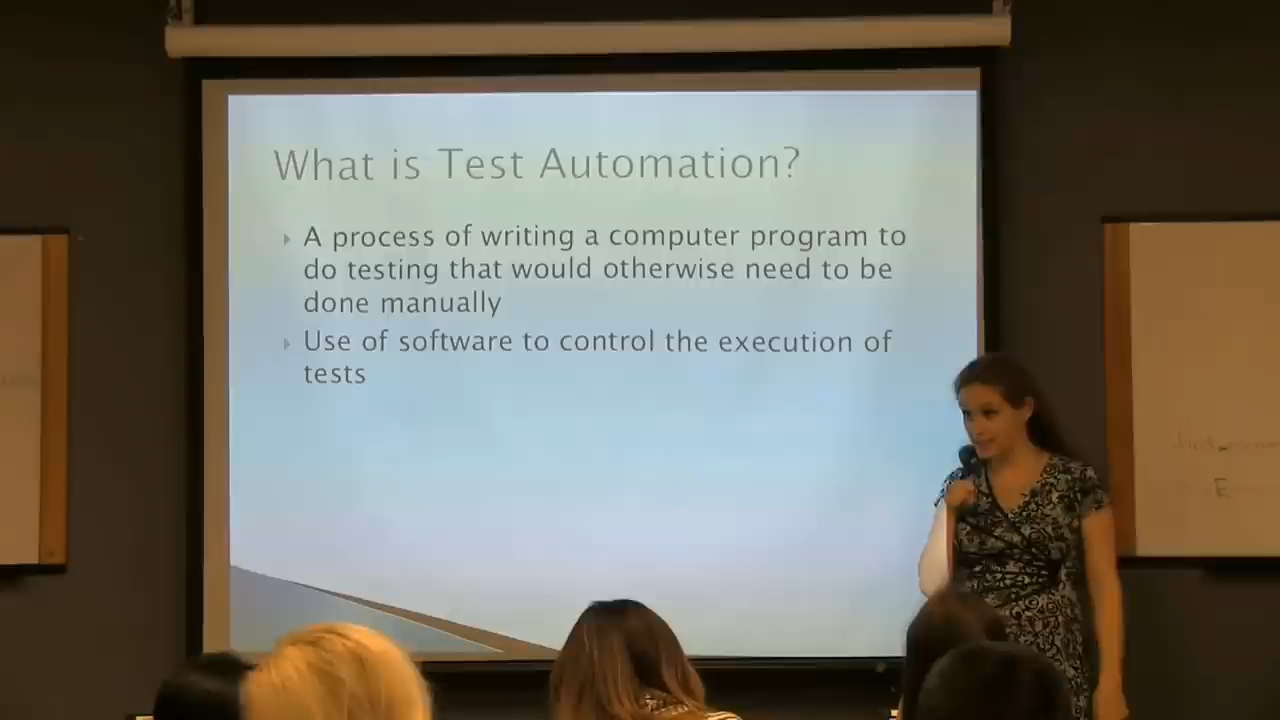 What is Test Automation?
A process of writing a computer program to
do testing that would otherwise need to be
done manually
Use of software to control the execution of
tests
E